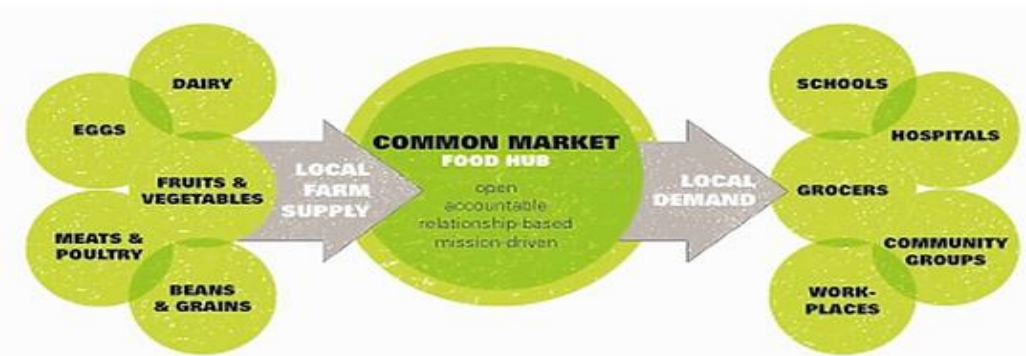 DAIRY
EGGS
FRUITS &
VEGETABLES
MEATS &
POULTRY
BEANS
& GRAINS
LOCAL
FARM
SUPPLY
COMMON MARKET
FOOD HUB
open
accountable
relationship-based
mission-driven
LOCAL
DEMAND
SCHOOLS
HOSPITALS
GROCERS
COMMUNITY
GROUPS
WORK-
PLACES